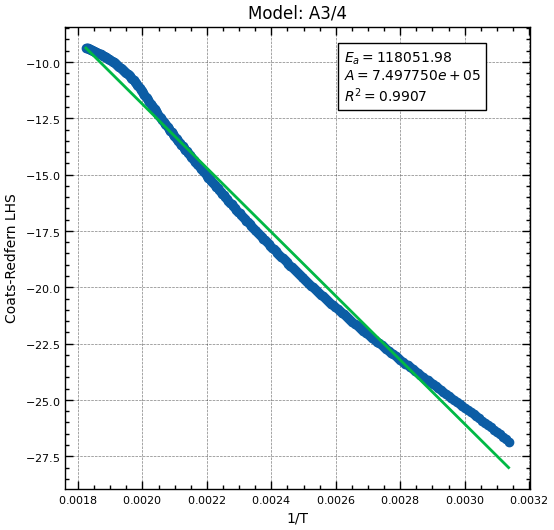 Model: A3/4
Eₐ = 118051.98
A = 7.497750e + 05
R² = 0.9907
−10.0
−12.5
−15.0
−17.5
−20.0
−22.5
−25.0
−27.5
Coats-Redfern LHS
0.0018 0.0020 0.0022 0.0024 0.0026 0.0028 0.0030 0.0032
1/T